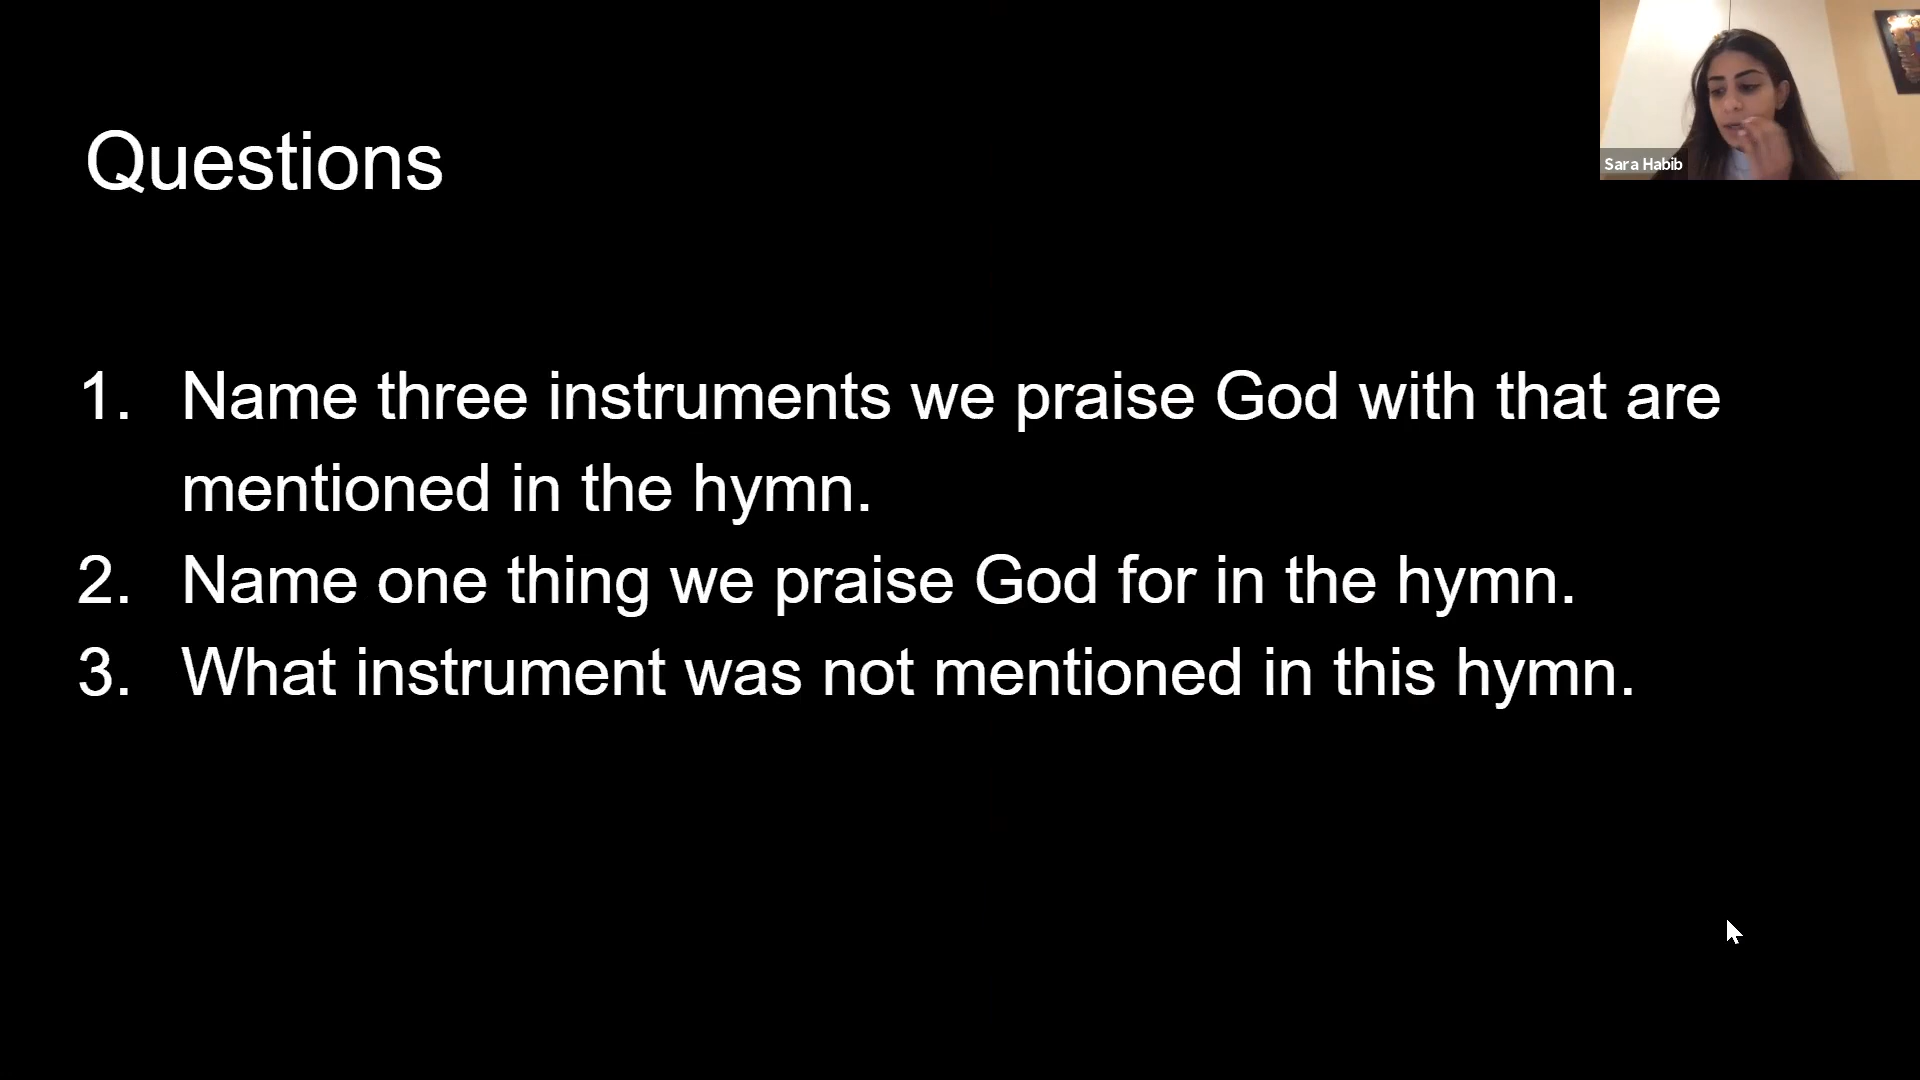 Questions
Sara Habib
1. Name three instruments we praise God with that are
mentioned in the hymn.
2. Name one thing we praise God for in the hymn.
3. What instrument was not mentioned in this hymn.